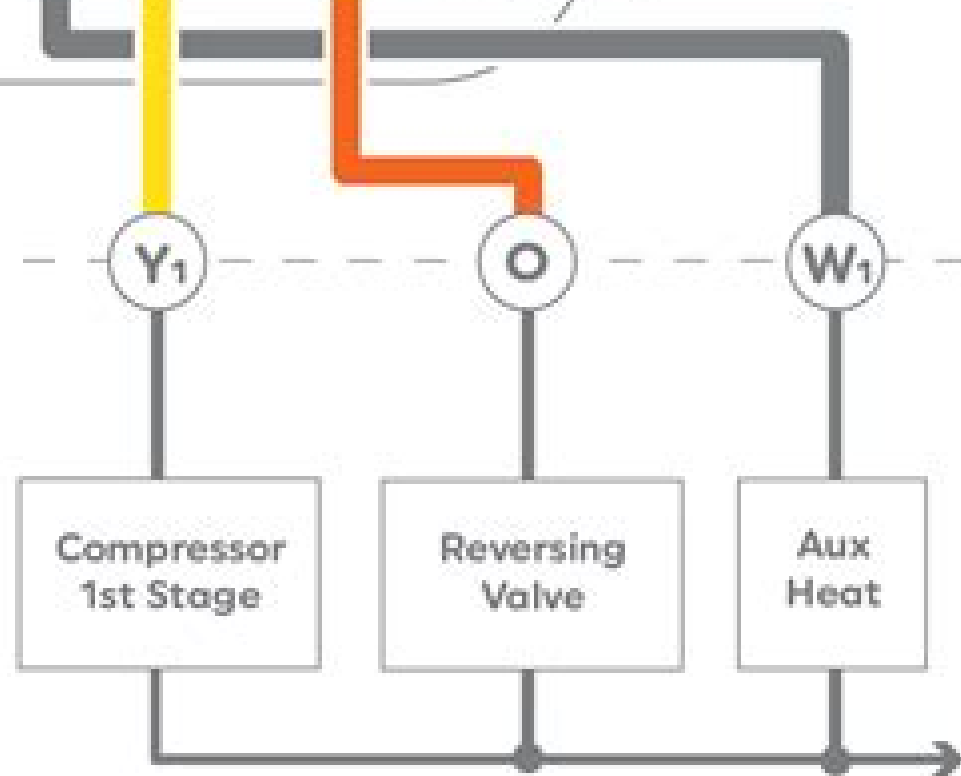 Y1
O
W1
Compressor
1st Stage
Reversing
Valve
Aux
Heat